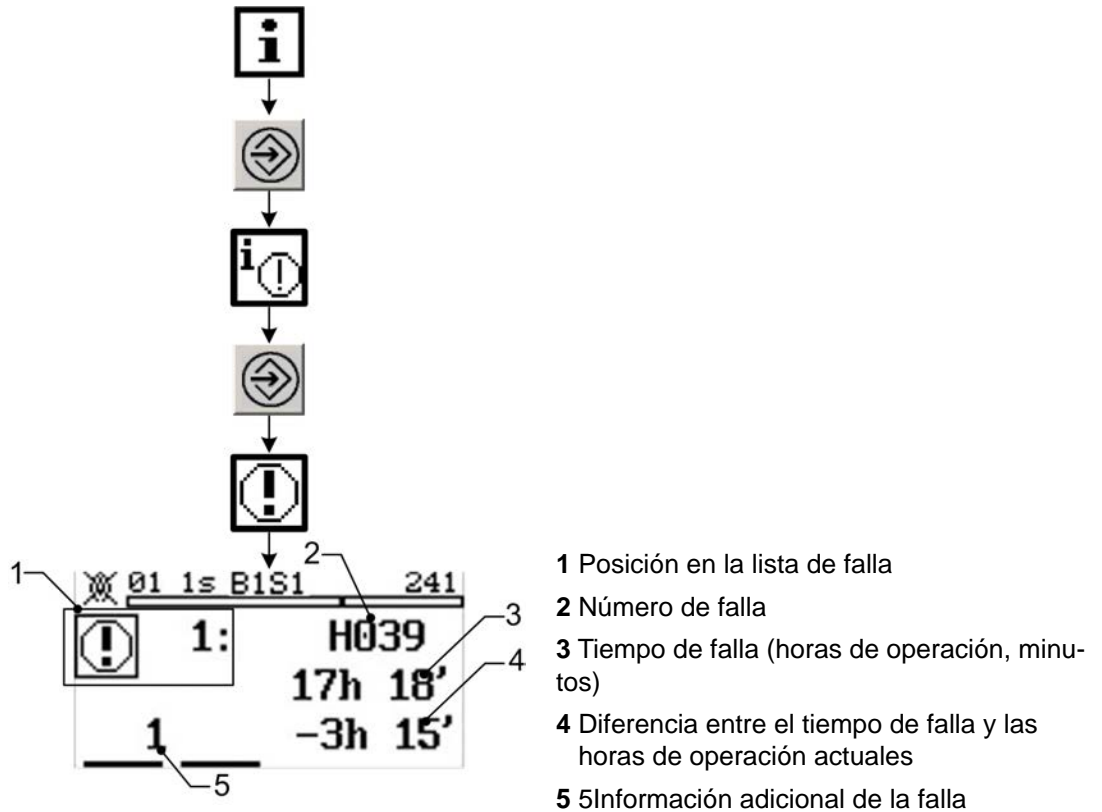 i
i
1
2
01 1s B1S1 241
1: H039
3
17h 18'
4
-3h 15'
1
5
1 Posición en la lista de falla
2 Número de falla
3 Tiempo de falla (horas de operación, minu-
tos)
4 Diferencia entre el tiempo de falla y las
horas de operación actuales
5 5Información adicional de la falla